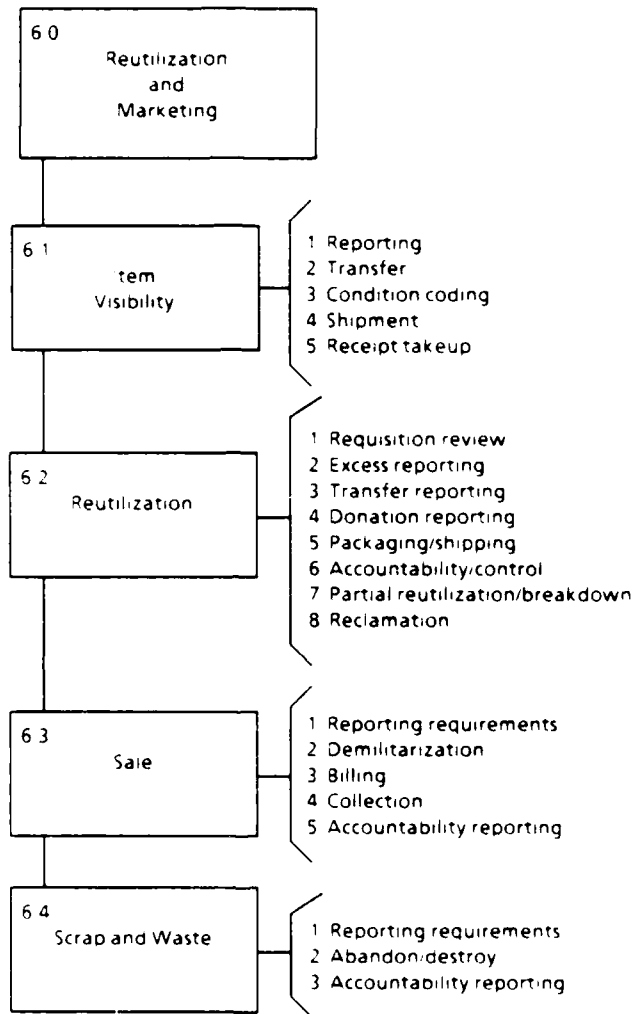 6 0
Reutilization
and
Marketing
6 1
tem
Visibility
1 Reporting
2 Transfer
3 Condition coding
4 Shipment
5 Receipt takeup
6 2
Reutilization
1 Requisition review
2 Excess reporting
3 Transfer reporting
4 Donation reporting
5 Packaging/shipping
6 Accountability/control
7 Partial reutilization/breakdown
8 Reclamation
6 3
Sale
1 Reporting requirements
2 Demilitarization
3 Billing
4 Collection
5 Accountability reporting
6 4
Scrap and Waste
1 Reporting requirements
2 Abandon/destroy
3 Accountability reporting